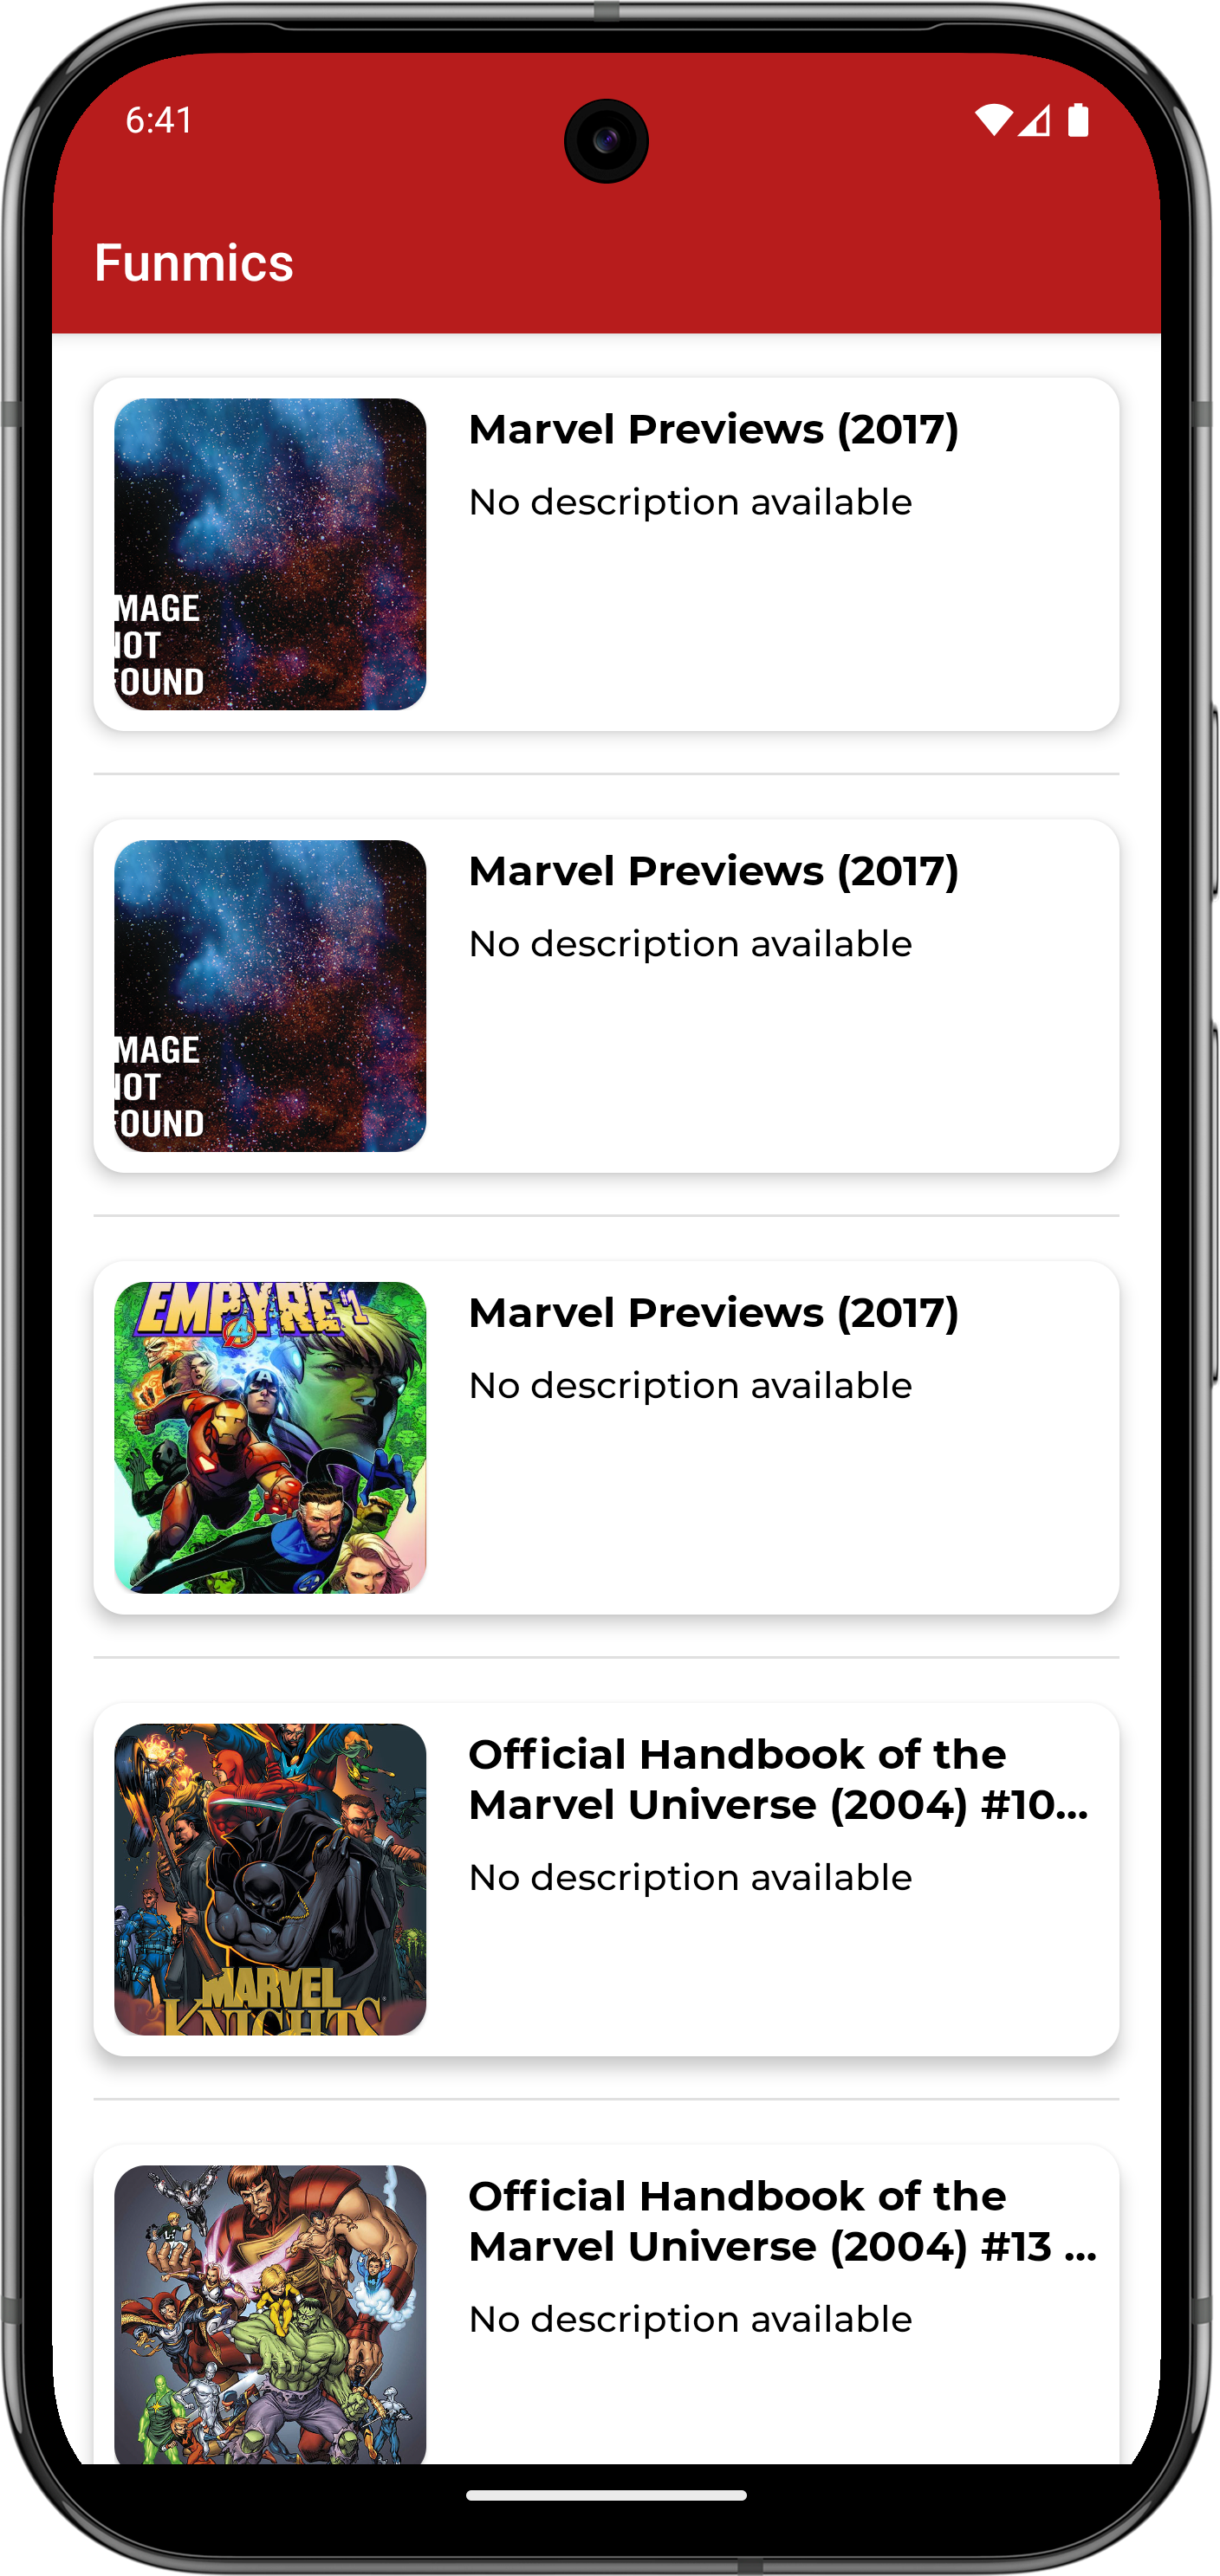 6:41
Funmics
Marvel Previews (2017)
No description available
MAGE
NOT
FOUND
Marvel Previews (2017)
No description available
MAGE
NOT
FOUND
Marvel Previews (2017)
No description available
EMPYRE #1
A
Official Handbook of the
Marvel Universe (2004) #10...
No description available
MARVEL
KNIGHTS
Official Handbook of the
Marvel Universe (2004) #13 ...
No description available